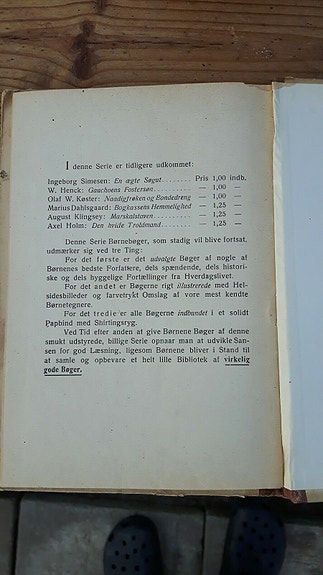 I denne Serie er tidligere udkommet:
Ingeborg Simesen: En ægte Søgut........ Pris 1,00 indb.
W. Henck: Gauchoens Fostersøn.......... — 1,00 —
Olaf W. Køster: Naadigfrøken og Bondedreng — 1,00 —
Marius Dahlsgaard: Bogkassens Hemmelighed — 1,25 —
August Klingsey: Marskalstaven......... — 1,25 —
Axel Holm: Den hvide Troldmand........ — 1,25 —
Denne Serie Børnebøger, som stadig vil blive fortsat,
udmærker sig ved tre Ting:
For det første er det udvalgte Bøger af nogle af
Børnenes bedste Forfattere, dels spændende, dels histori-
ske og dels hyggelige Fortællinger fra Hverdagslivet.
For det andet er Bøgerne rigt illustrerede med Hel-
sidesbilleder og farvetrykt Omslag af vore mest kendte
Børnetegnere.
For det tredie er alle Bøgerne indbundet i et solidt
Papbind med Shirtingsryg.
Ved Tid efter anden at give Børnene Bøger af denne
smukt udstyrede, billige Serie opnaar man at udvikle San-
sen for god Læsning, ligesom Børnene bliver i Stand til
at samle og opbevare et helt lille Bibliotek af virkelig
gode Bøger.